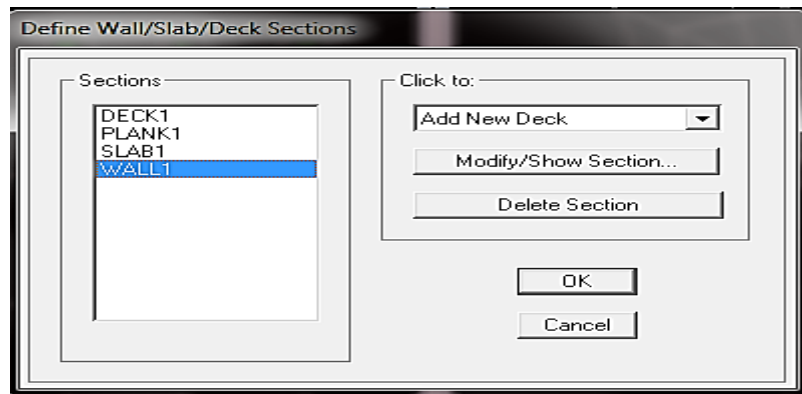 Define Wall/Slab/Deck Sections
Sections
DECK1
PLANK1
SLAB1
WALL1
Click to:
Add New Deck
Modify/Show Section...
Delete Section
OK
Cancel